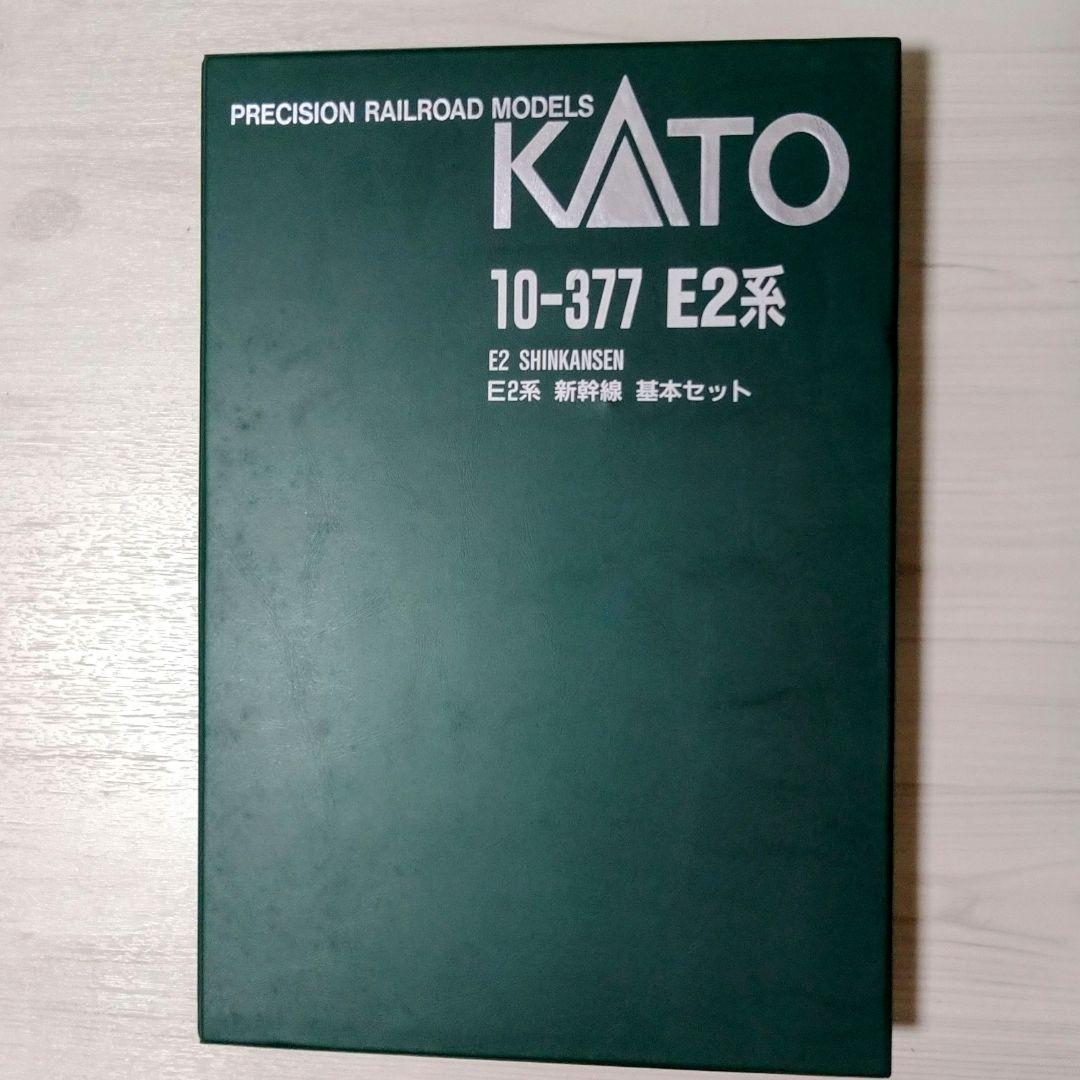 PRECISION RAILROAD MODELS
KATO
10-377 E2系
E2 SHINKANSEN
E2系 新幹線 基本セット